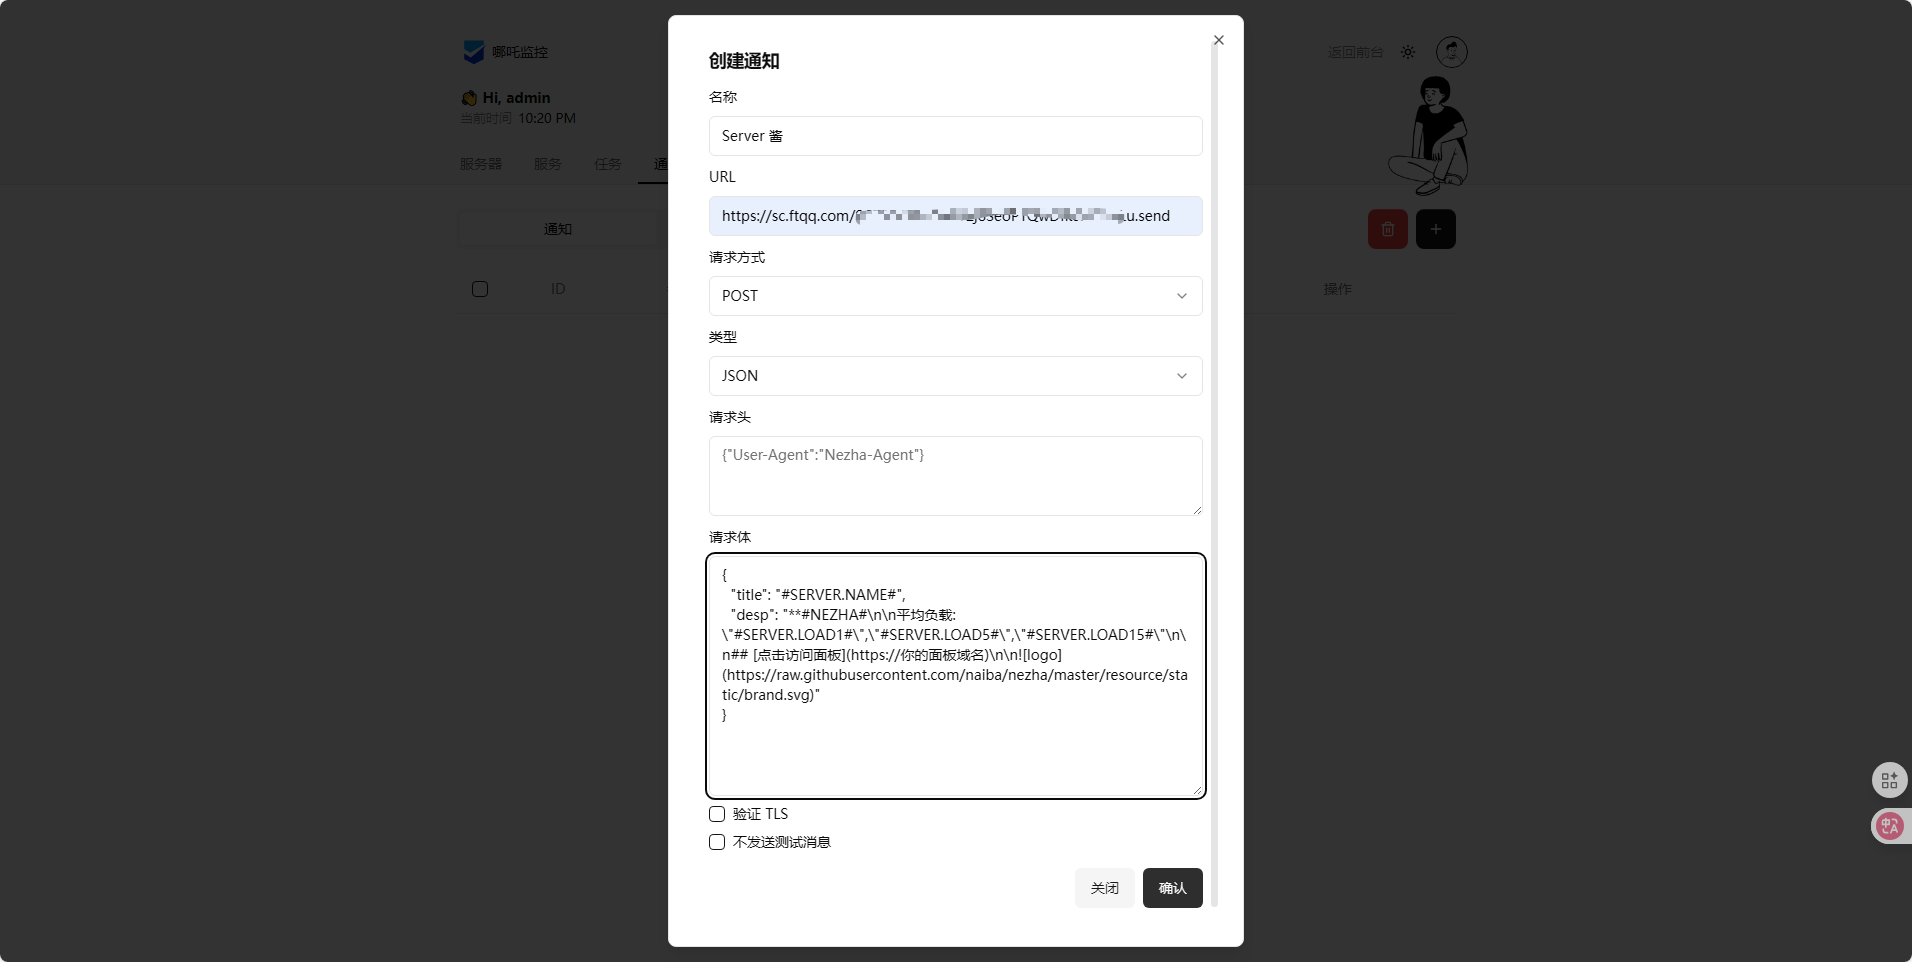 哪吒监控
返回前台
Hi, admin
当前时间 10:20 PM
服务器 服务 任务 通
通知
ID
操作
创建通知
名称
Server 酱
URL
https://sc.ftqq.com/ u.send
请求方式
POST
类型
JSON
请求头
{"User-Agent":"Nezha-Agent"}
请求体
{
"title": "#SERVER.NAME#",
"desp": "**#NEZHA#\n\n平均负载:
\"#SERVER.LOAD1#\",\"#SERVER.LOAD5#\",\"#SERVER.LOAD15#\"\n\
n## [点击访问面板](https://你的面板域名)\n\n![logo]
(https://raw.githubusercontent.com/naiba/nezha/master/resource/sta
tic/brand.svg)"
}
验证 TLS
不发送测试消息
关闭 确认